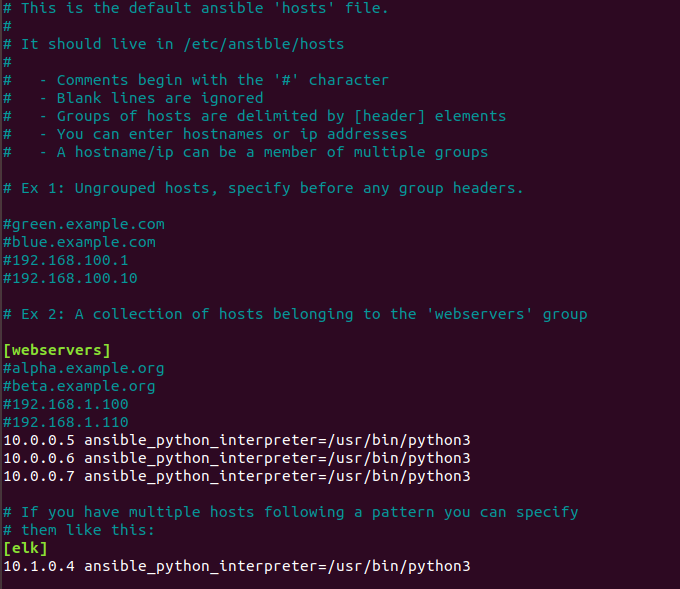 # This is the default ansible 'hosts' file.
#
# It should live in /etc/ansible/hosts
#
#   - Comments begin with the '#' character
#   - Blank lines are ignored
#   - Groups of hosts are delimited by [header] elements
#   - You can enter hostnames or ip addresses
#   - A hostname/ip can be a member of multiple groups
# Ex 1: Ungrouped hosts, specify before any group headers.
#green.example.com
#blue.example.com
#192.168.100.1
#192.168.100.10
# Ex 2: A collection of hosts belonging to the 'webservers' group
[webservers]
#alpha.example.org
#beta.example.org
#192.168.1.100
#192.168.1.110
10.0.0.5 ansible_python_interpreter=/usr/bin/python3
10.0.0.6 ansible_python_interpreter=/usr/bin/python3
10.0.0.7 ansible_python_interpreter=/usr/bin/python3
# If you have multiple hosts following a pattern you can specify
# them like this:
[elk]
10.1.0.4 ansible_python_interpreter=/usr/bin/python3